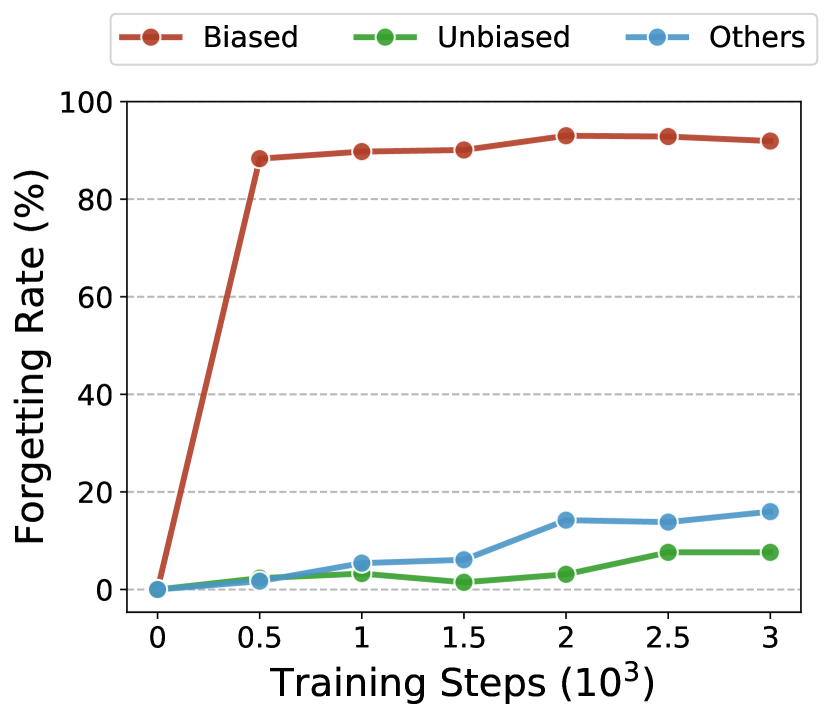 Biased Unbiased Others
Forgetting Rate (%)
100
80
60
40
20
0
0 0.5 1 1.5 2 2.5 3
Training Steps (10³)